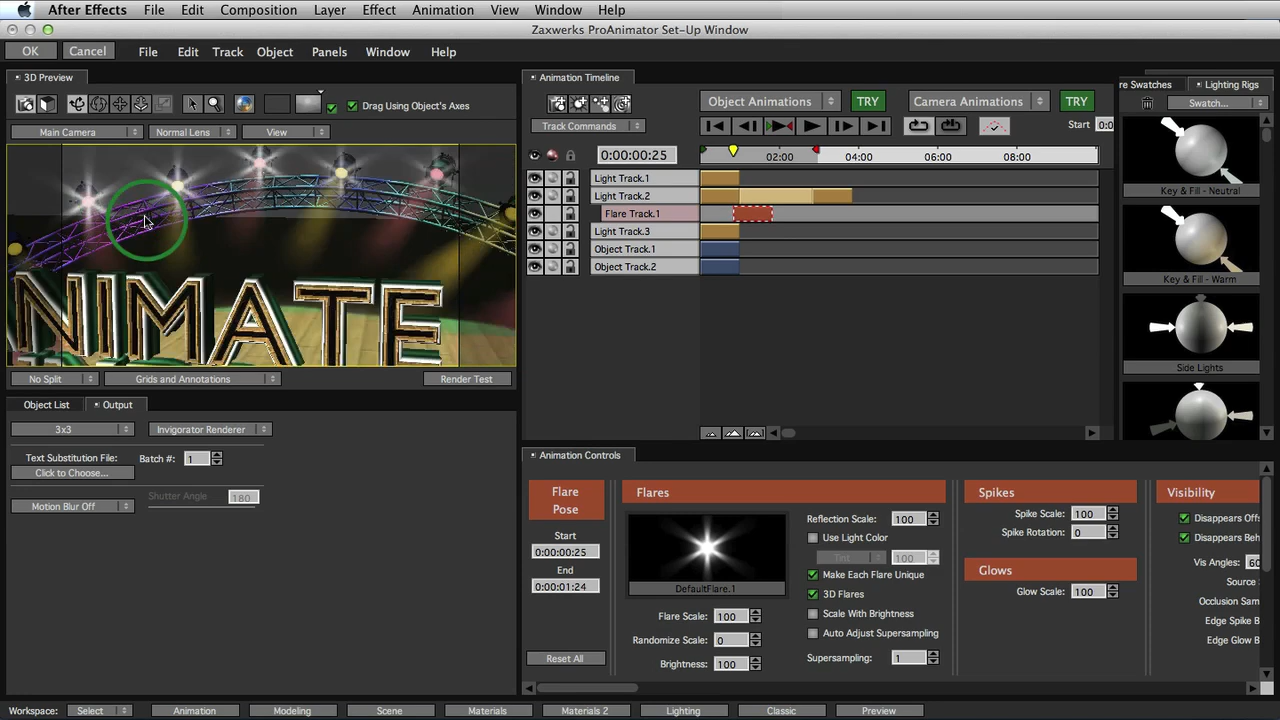 After Effects File Edit Composition Layer Effect Animation View Window Help
Zaxwerks ProAnimator Set-Up Window
OK Cancel File Edit Track Object Panels Window Help
3D Preview
Drag Using Object's Axes
Main Camera Normal Lens View
NIMATE
No Split Grids and Annotations Render Test
Object List Output
3x3 Invigorator Renderer
Text Substitution File: Batch #: 1
Click to Choose...
Shutter Angle 180
Motion Blur Off
Animation Timeline
Object Animations TRY Camera Animations TRY
Track Commands
Start 0:0
0:00:00:25 02:00 04:00 06:00 08:00
Light Track.1
Light Track.2
Flare Track.1
Light Track.3
Object Track.1
Object Track.2
re Swatches Lighting Rigs
Swatch...
Key & Fill - Neutral
Key & Fill - Warm
Side Lights
Animation Controls
Flare
Pose
Start
0:00:00:25
End
0:00:01:24
Reset All
Flares
DefaultFlare.1
Flare Scale: 100
Randomize Scale: 0
Brightness: 100
Reflection Scale: 100
Use Light Color
Tint 100
Make Each Flare Unique
3D Flares
Scale With Brightness
Auto Adjust Supersampling
Supersampling: 1
Spikes
Spike Scale: 100
Spike Rotation: 0
Glows
Glow Scale: 100
Visibility
Disappears Offs
Disappears Beh
Vis Angles: 60
Source
Occlusion Sam
Edge Spike B
Edge Glow B
Workspace: Select Animation Modeling Scene Materials Materials 2 Lighting Classic Preview